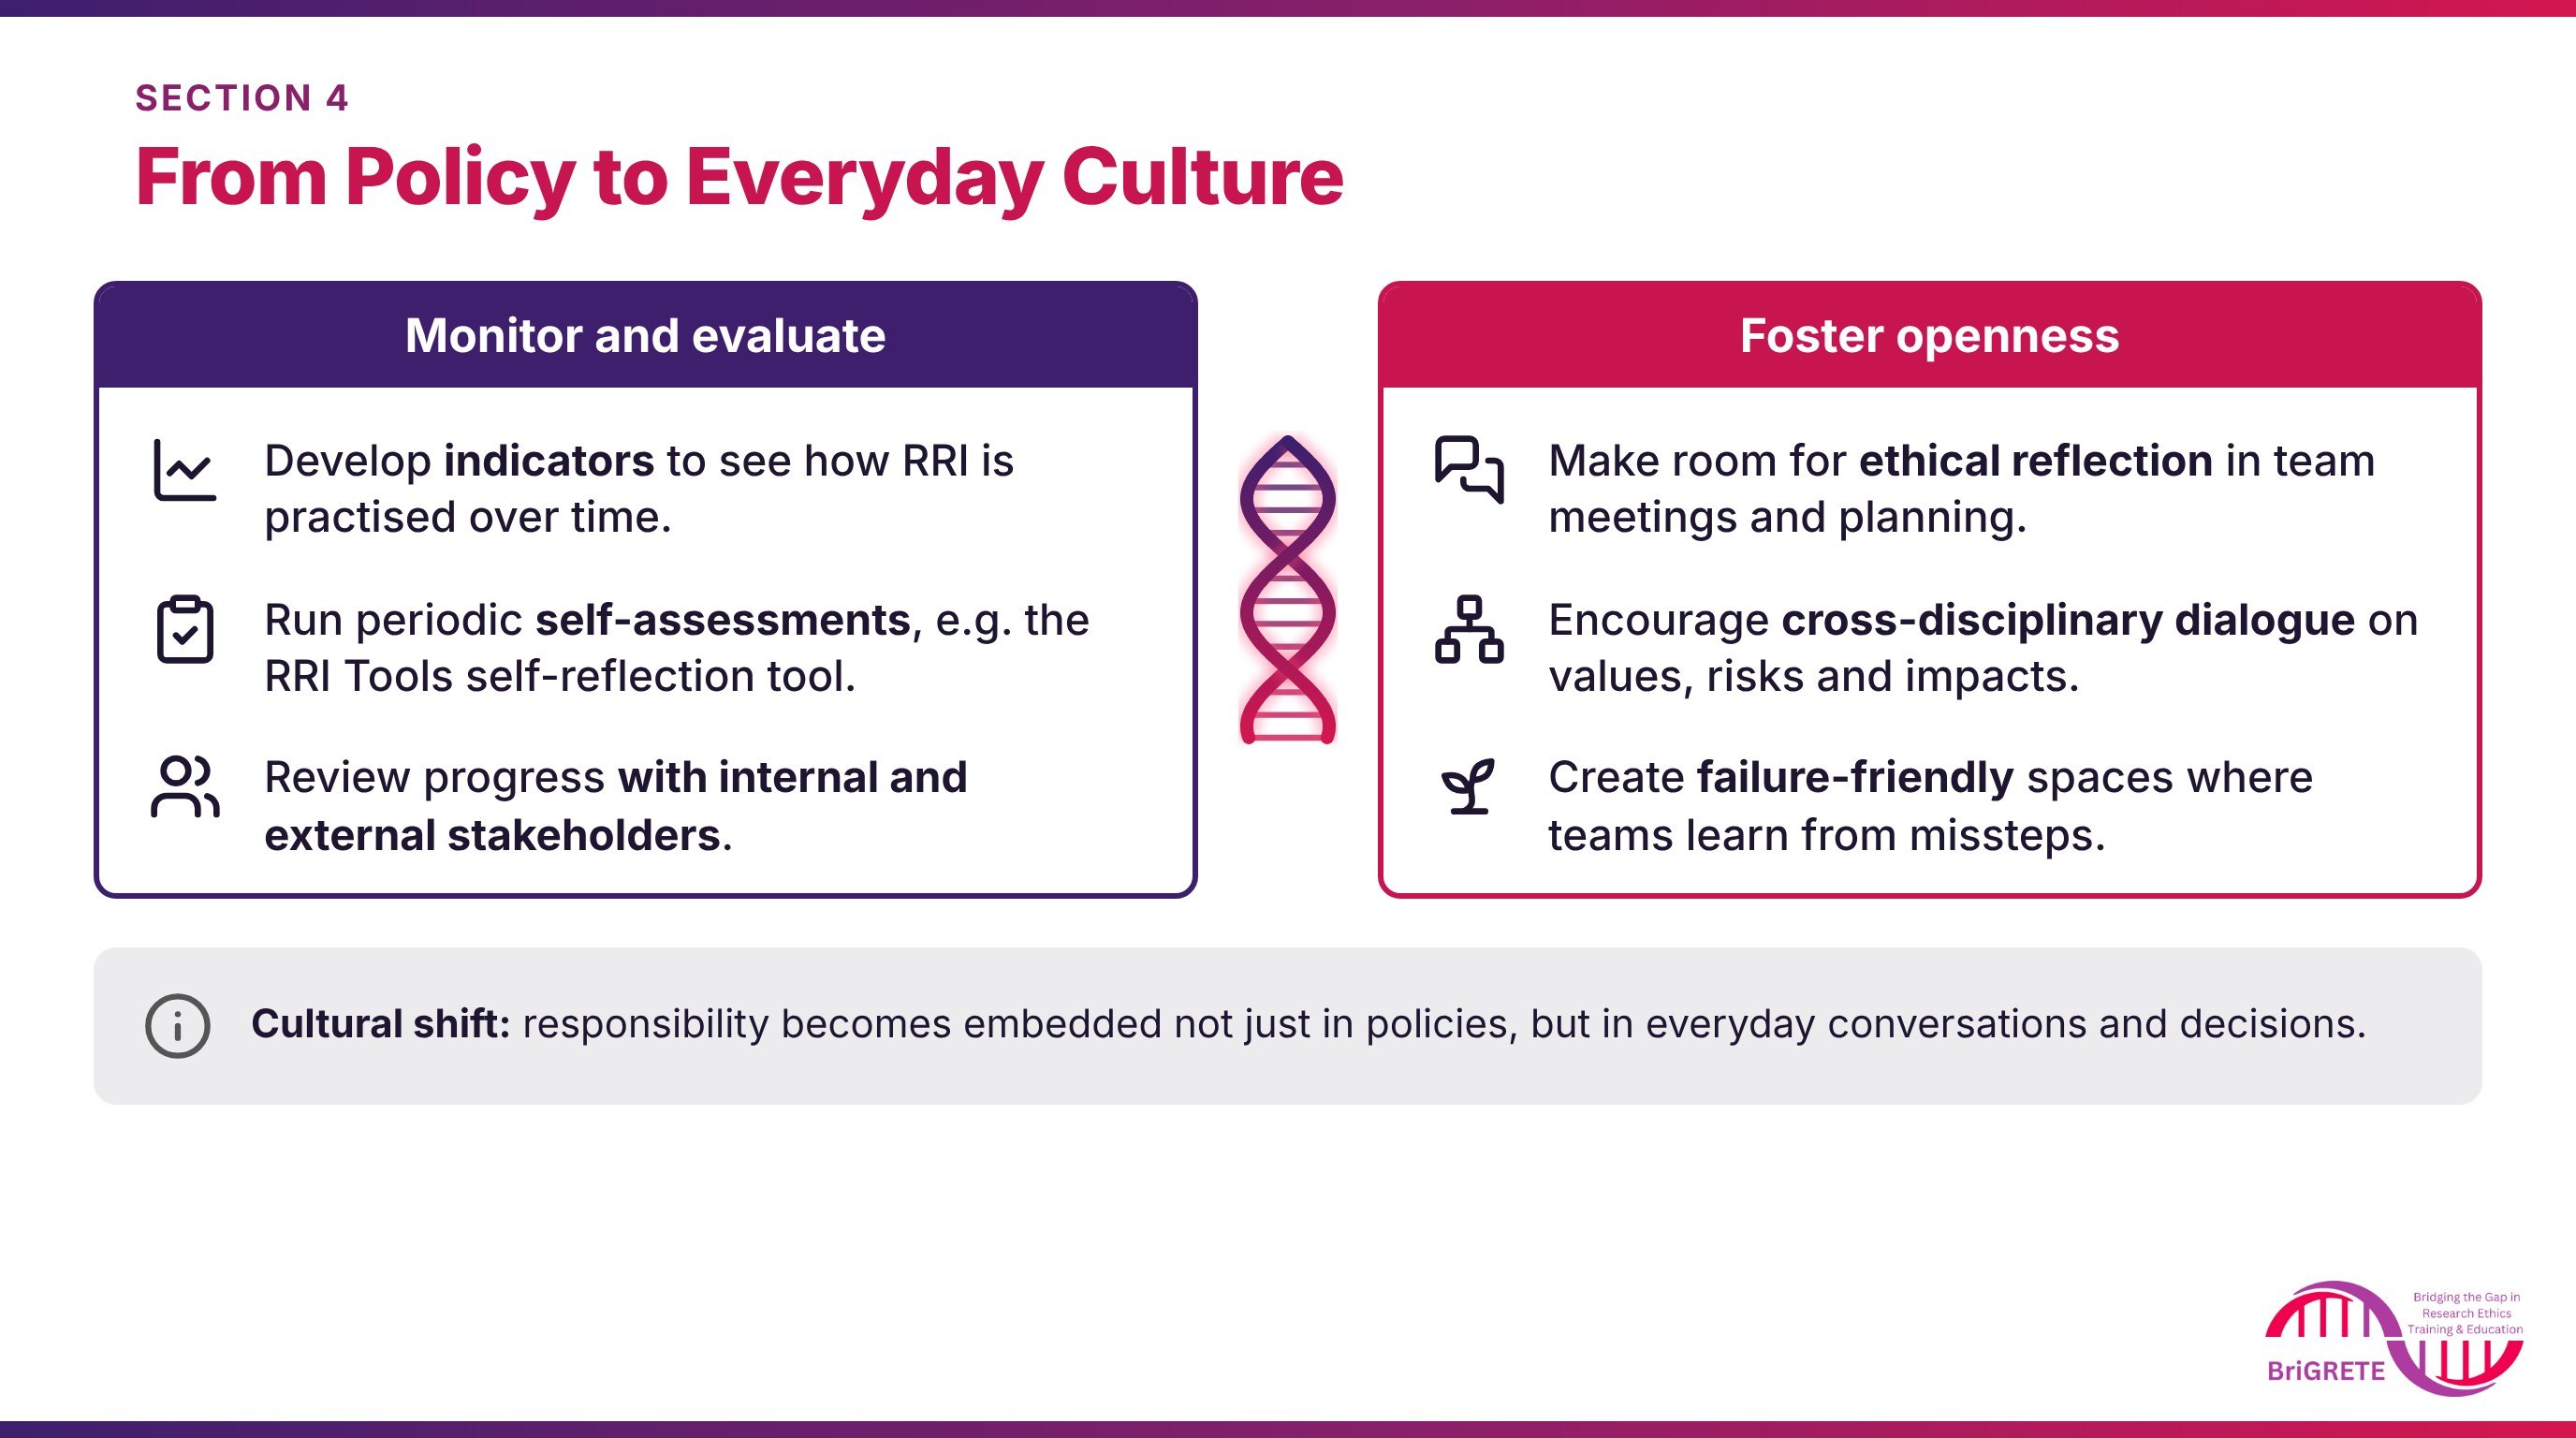 SECTION 4
From Policy to Everyday Culture
Monitor and evaluate
Develop indicators to see how RRI is
practised over time.
Run periodic self-assessments, e.g. the
RRI Tools self-reflection tool.
Review progress with internal and
external stakeholders.
Foster openness
Make room for ethical reflection in team
meetings and planning.
Encourage cross-disciplinary dialogue on
values, risks and impacts.
Create failure-friendly spaces where
teams learn from missteps.
Cultural shift: responsibility becomes embedded not just in policies, but in everyday conversations and decisions.
Bridging the Gap in
Research Ethics
Training & Education
BriGRETE